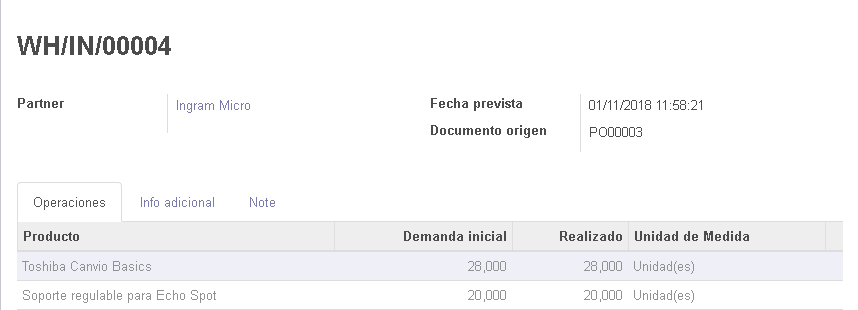 WH/IN/00004
Partner Ingram Micro Fecha prevista 01/11/2018 11:58:21
Documento origen PO00003
Operaciones Info adicional Note
Producto Demanda inicial Realizado Unidad de Medida
Toshiba Canvio Basics 28,000 28,000 Unidad(es)
Soporte regulable para Echo Spot 20,000 20,000 Unidad(es)